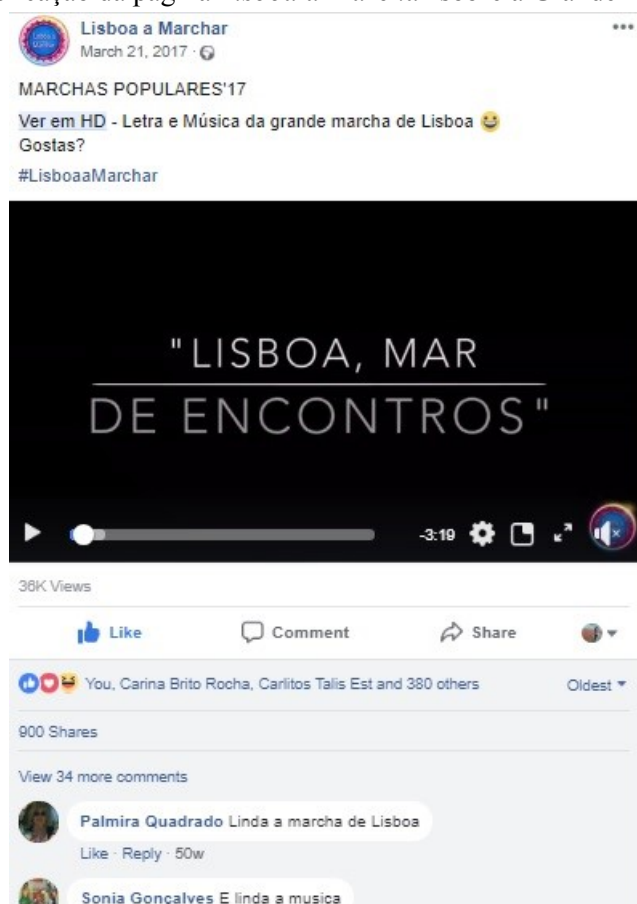 Lisboa a Marchar
March 21, 2017
MARCHAS POPULARES'17
Ver em HD - Letra e Música da grande marcha de Lisboa
Gostas?
#LisboaaMarchar
"LISBOA, MAR
DE ENCONTROS"
-3:19
36K Views
Like Comment Share
You, Carina Brito Rocha, Carlitos Talis Est and 380 others Oldest
900 Shares
View 34 more comments
Palmira Quadrado Linda a marcha de Lisboa
Like · Reply · 50w
Sonia Gonçalves E linda a musica